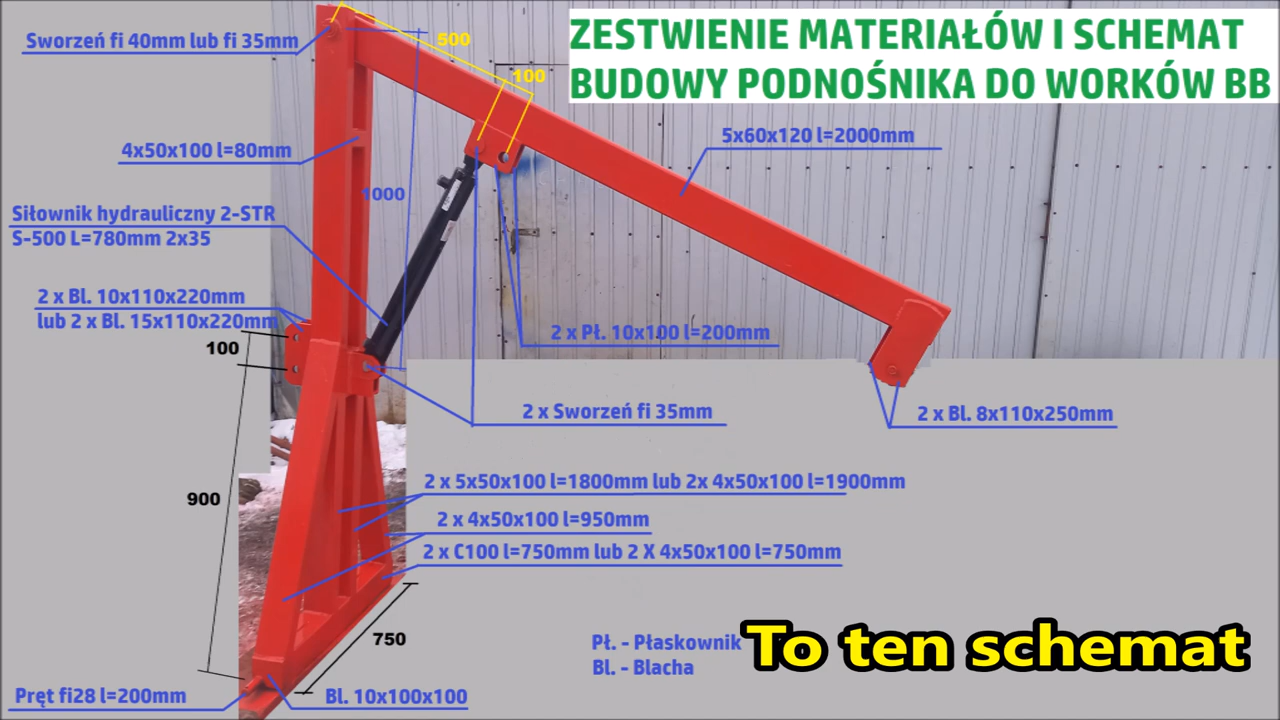 ZESTWIENIE MATERIAŁÓW I SCHEMAT
BUDOWY PODNOŚNIKA DO WORKÓW BB
Sworzeń fi 40mm lub fi 35mm
500
100
5x60x120 l=2000mm
4x50x100 l=80mm
1000
Siłownik hydrauliczny 2-STR
S-500 L=780mm 2x35
2 x Bl. 10x110x220mm
lub 2 x Bl. 15x110x220mm
100
2 x Pł. 10x100 l=200mm
2 x Sworzeń fi 35mm
2 x Bl. 8x110x250mm
900
2 x 5x50x100 l=1800mm lub 2x 4x50x100 l=1900mm
2 x 4x50x100 l=950mm
2 x C100 l=750mm lub 2 X 4x50x100 l=750mm
750
Pł. - Płaskownik
Bl. - Blacha
To ten schemat
Pręt fi28 l=200mm
Bl. 10x100x100